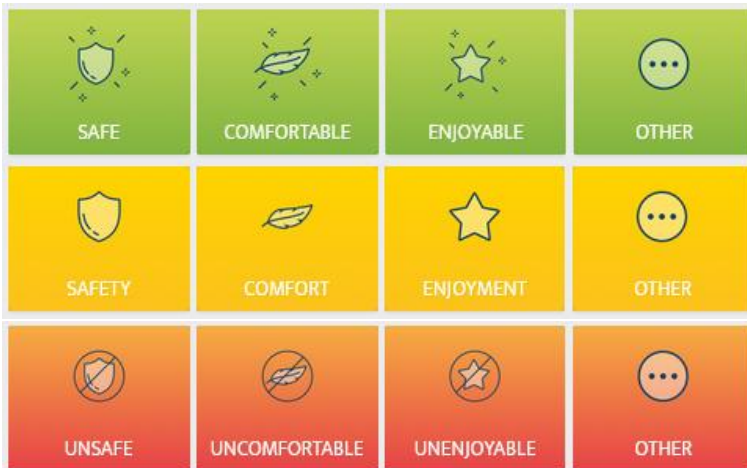 SAFE COMFORTABLE ENJOYABLE OTHER
SAFETY COMFORT ENJOYMENT OTHER
UNSAFE UNCOMFORTABLE UNENJOYABLE OTHER